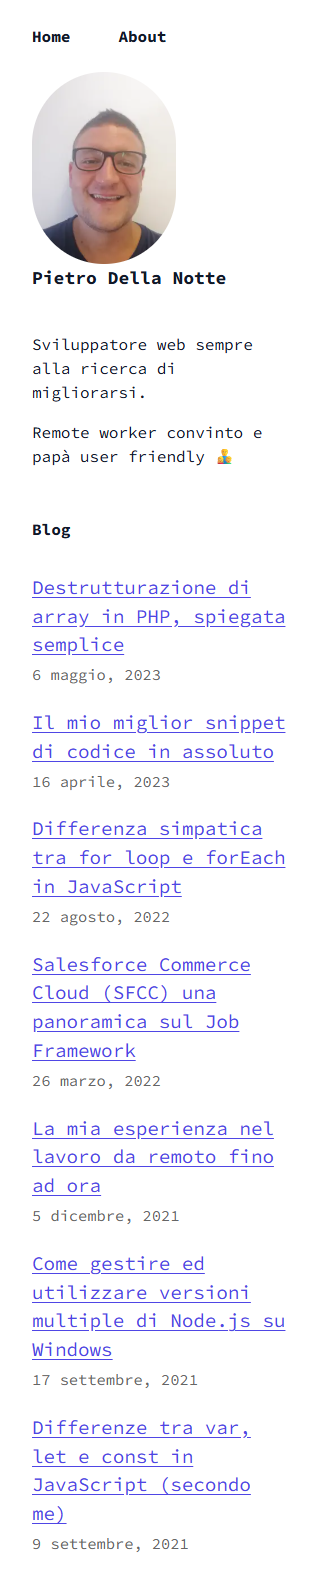 Home About
Pietro Della Notte
Sviluppatore web sempre
alla ricerca di
migliorarsi.
Remote worker convinto e
papà user friendly 👨‍🍼
Blog
Destrutturazione di
array in PHP, spiegata
semplice
6 maggio, 2023
Il mio miglior snippet
di codice in assoluto
16 aprile, 2023
Differenza simpatica
tra for loop e forEach
in JavaScript
22 agosto, 2022
Salesforce Commerce
Cloud (SFCC) una
panoramica sul Job
Framework
26 marzo, 2022
La mia esperienza nel
lavoro da remoto fino
ad ora
5 dicembre, 2021
Come gestire ed
utilizzare versioni
multiple di Node.js su
Windows
17 settembre, 2021
Differenze tra var,
let e const in
JavaScript (secondo
me)
9 settembre, 2021